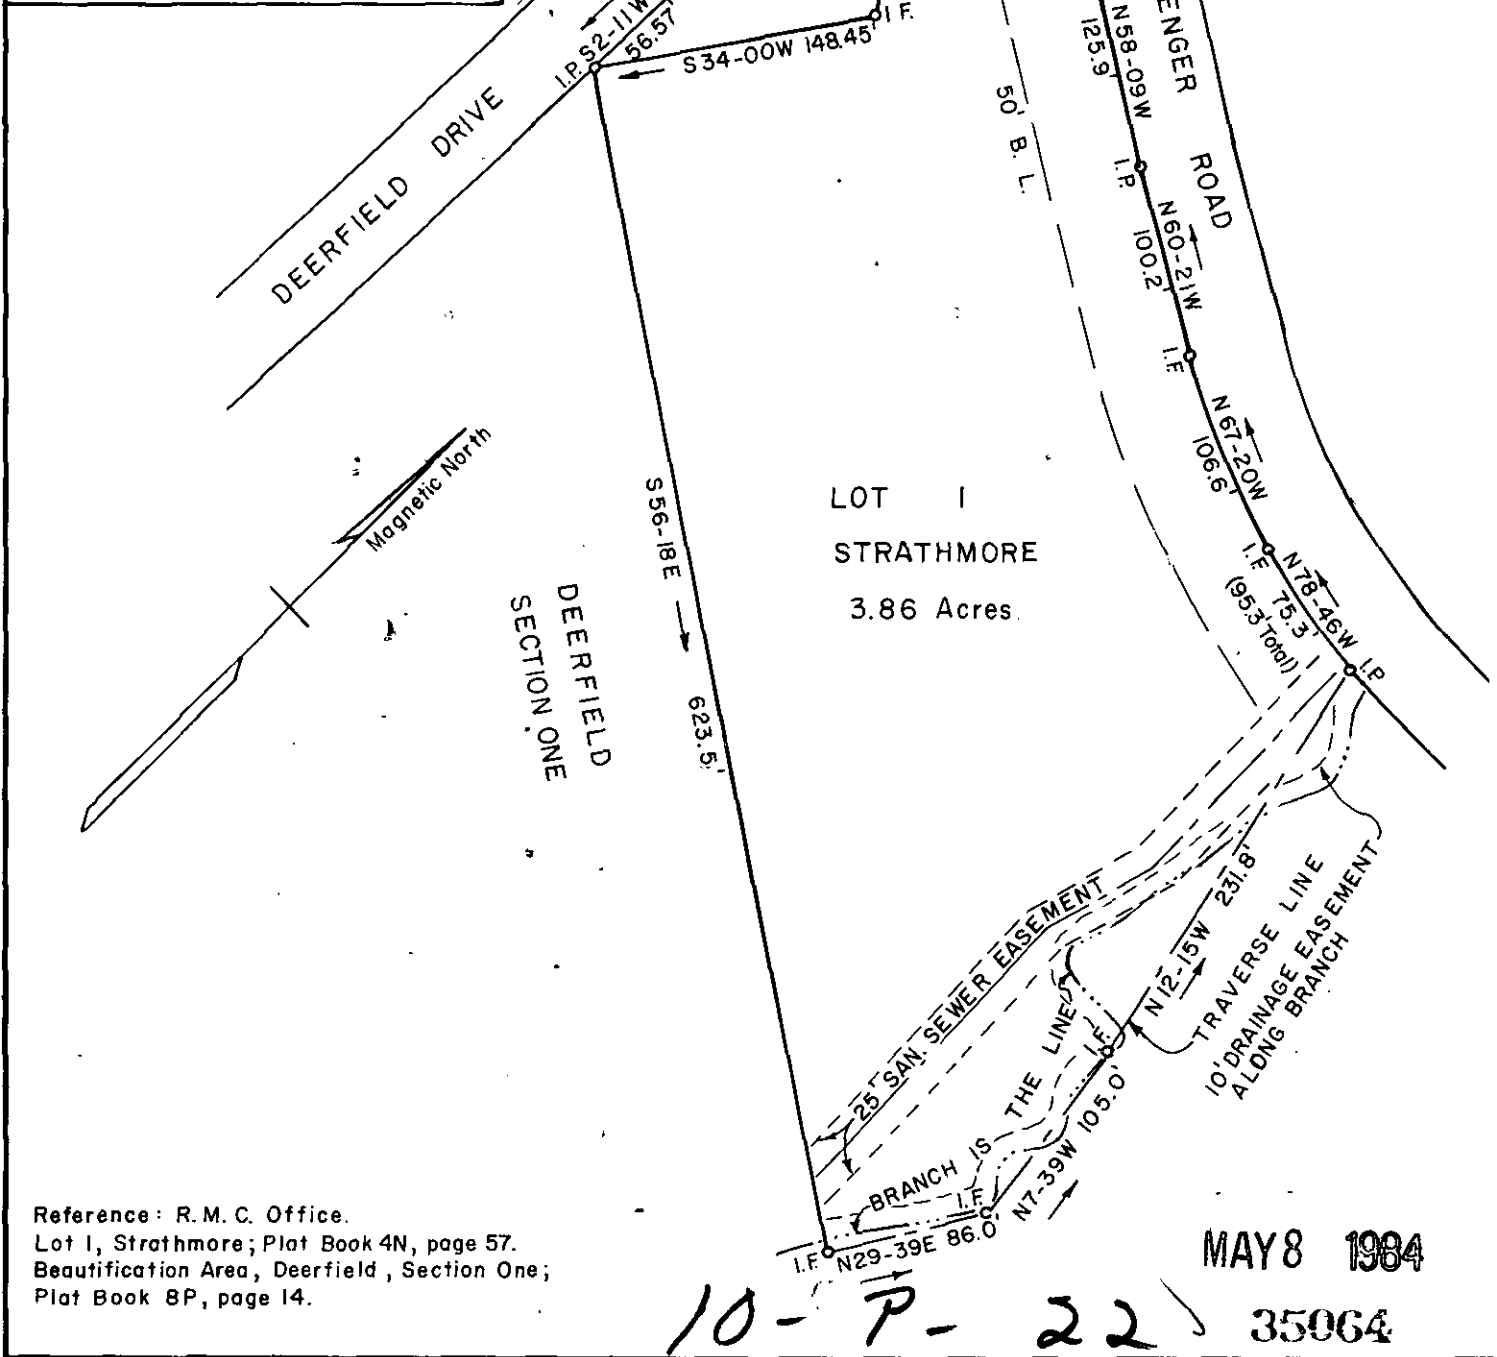 I.P.
S2-11W
56.57'
S34-00W 148.45'
I F.
DEERFIELD DRIVE
50' B. L.
N58-09W
125.9'
ENGER ROAD
I.P.
N60-21W
100.2'
I.F.
N67-20W
106.6'
I.F.
N78-46W
75.3'
(95.3' Total)
I.P
Magnetic North
S56-18E
623.5'
DEERFIELD
SECTION ONE
LOT 1
STRATHMORE
3.86 Acres.
25' SAN. SEWER EASEMENT
N12-15W 231.8'
TRAVERSE LINE
10' DRAINAGE EASEMENT
ALONG BRANCH
I.F.
BRANCH IS THE LINE
N7-39W 105.0'
I.F.
I.F.
N29-39E 86.0'
Reference: R. M. C. Office.
Lot 1, Strathmore; Plat Book 4N, page 57.
Beautification Area, Deerfield, Section One;
Plat Book 8P, page 14.
MAY 8 1984
10-P-22
35064